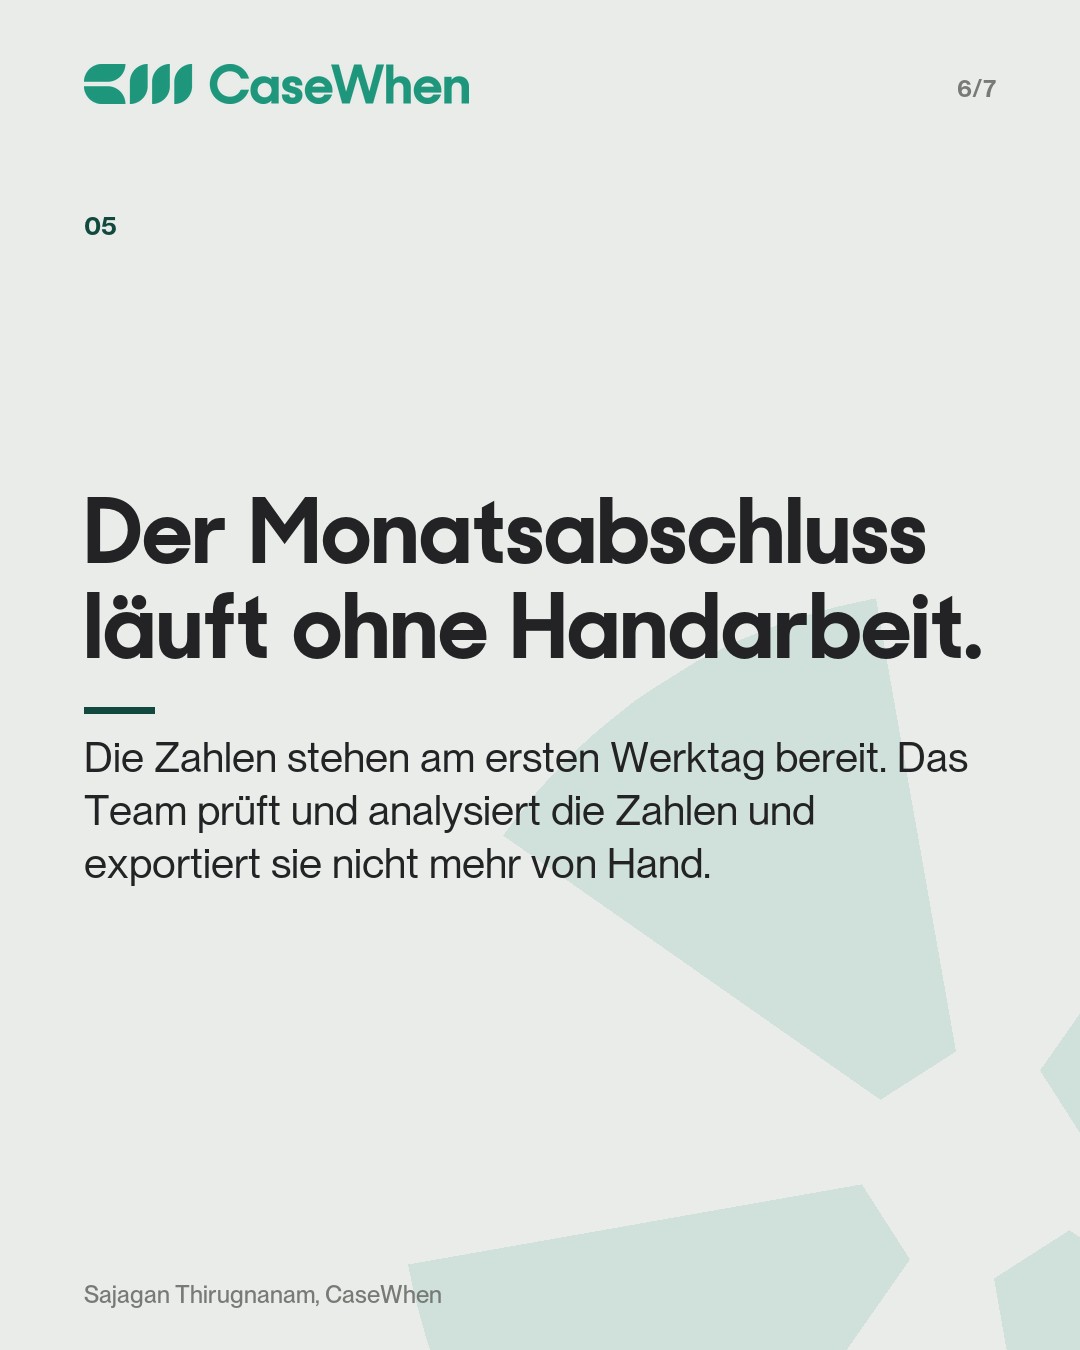 CaseWhen
6/7
05
Der Monatsabschluss
läuft ohne Handarbeit.
Die Zahlen stehen am ersten Werktag bereit. Das
Team prüft und analysiert die Zahlen und
exportiert sie nicht mehr von Hand.
Sajagan Thirugnanam, CaseWhen